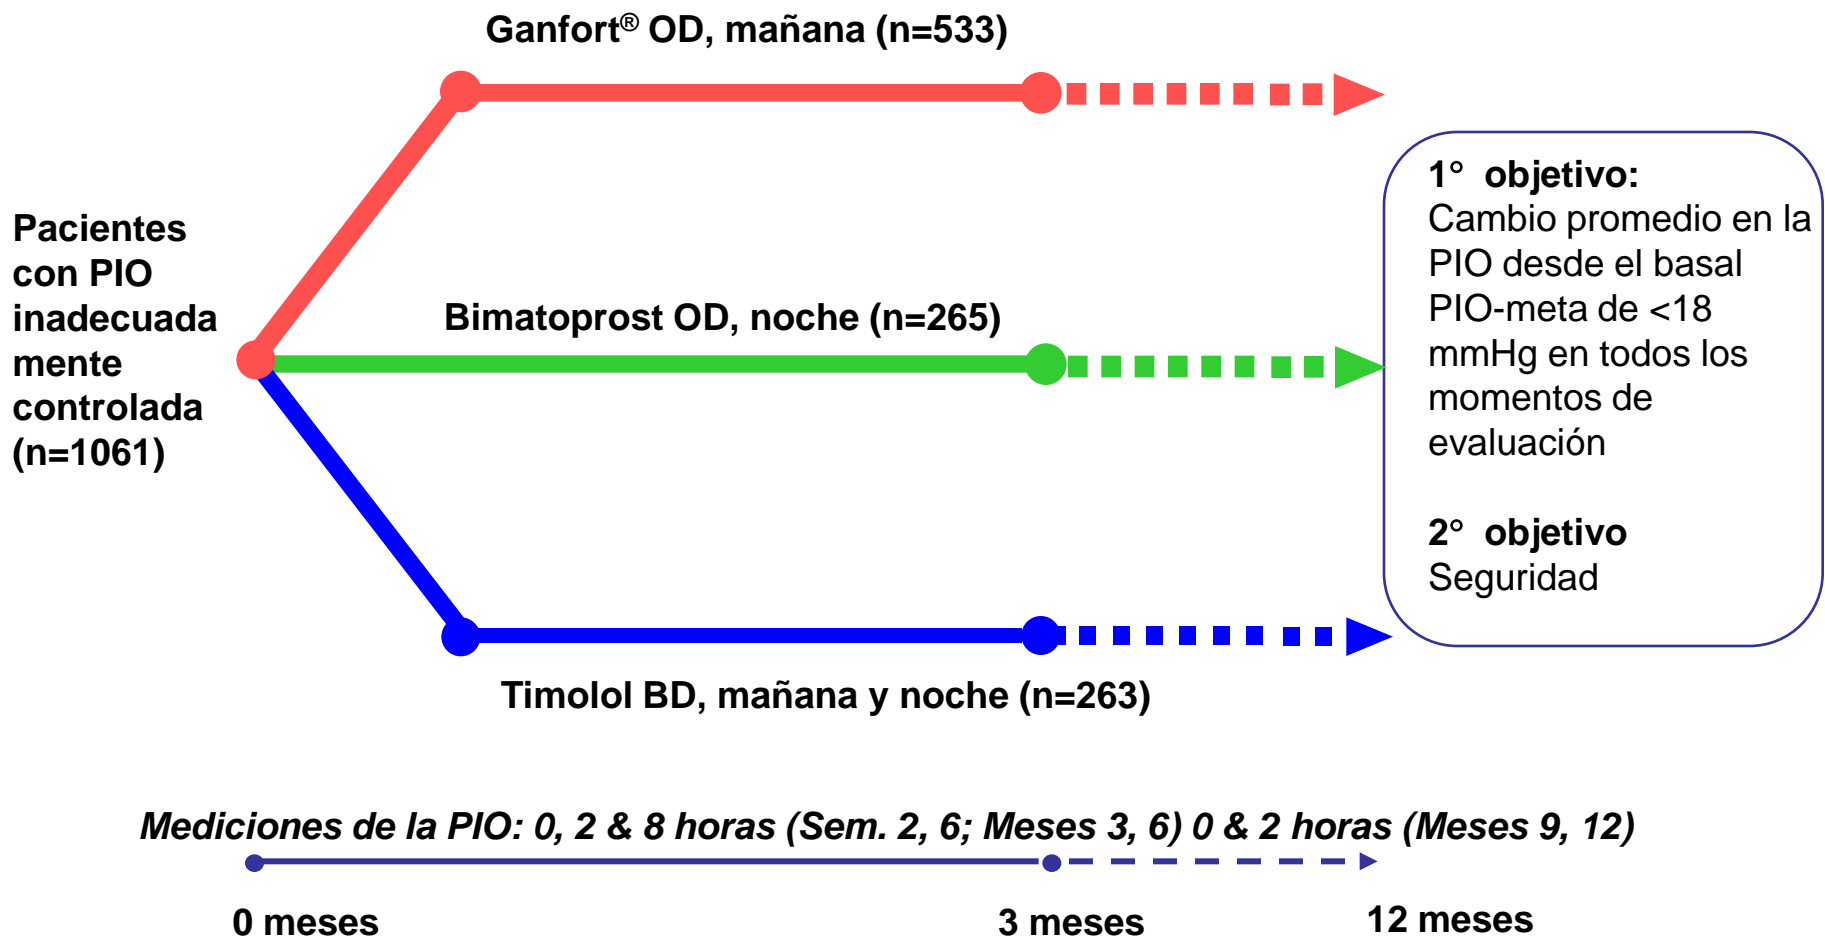 Ganfort® OD, mañana (n=533)
Pacientes
con PIO
inadecuada
mente
controlada
(n=1061)
Bimatoprost OD, noche (n=265)
Timolol BD, mañana y noche (n=263)
1° objetivo:
Cambio promedio en la
PIO desde el basal
PIO-meta de <18
mmHg en todos los
momentos de
evaluación
2° objetivo
Seguridad
Mediciones de la PIO: 0, 2 & 8 horas (Sem. 2, 6; Meses 3, 6) 0 & 2 horas (Meses 9, 12)
0 meses
3 meses
12 meses